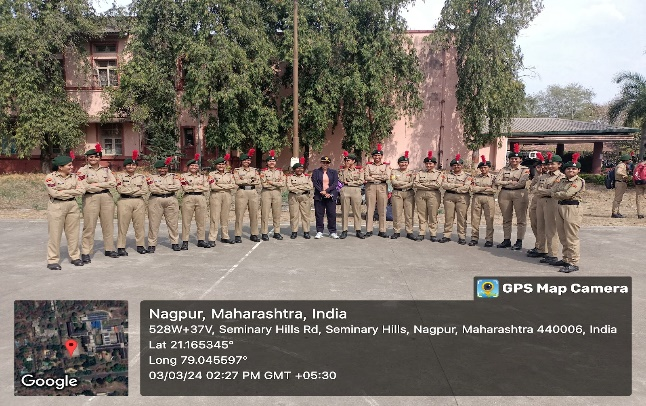 GPS Map Camera
Nagpur, Maharashtra, India
528W+37V, Seminary Hills Rd, Seminary Hills, Nagpur, Maharashtra 440006, India
Lat 21.165345°
Long 79.045597°
03/03/24 02:27 PM GMT +05:30
Google